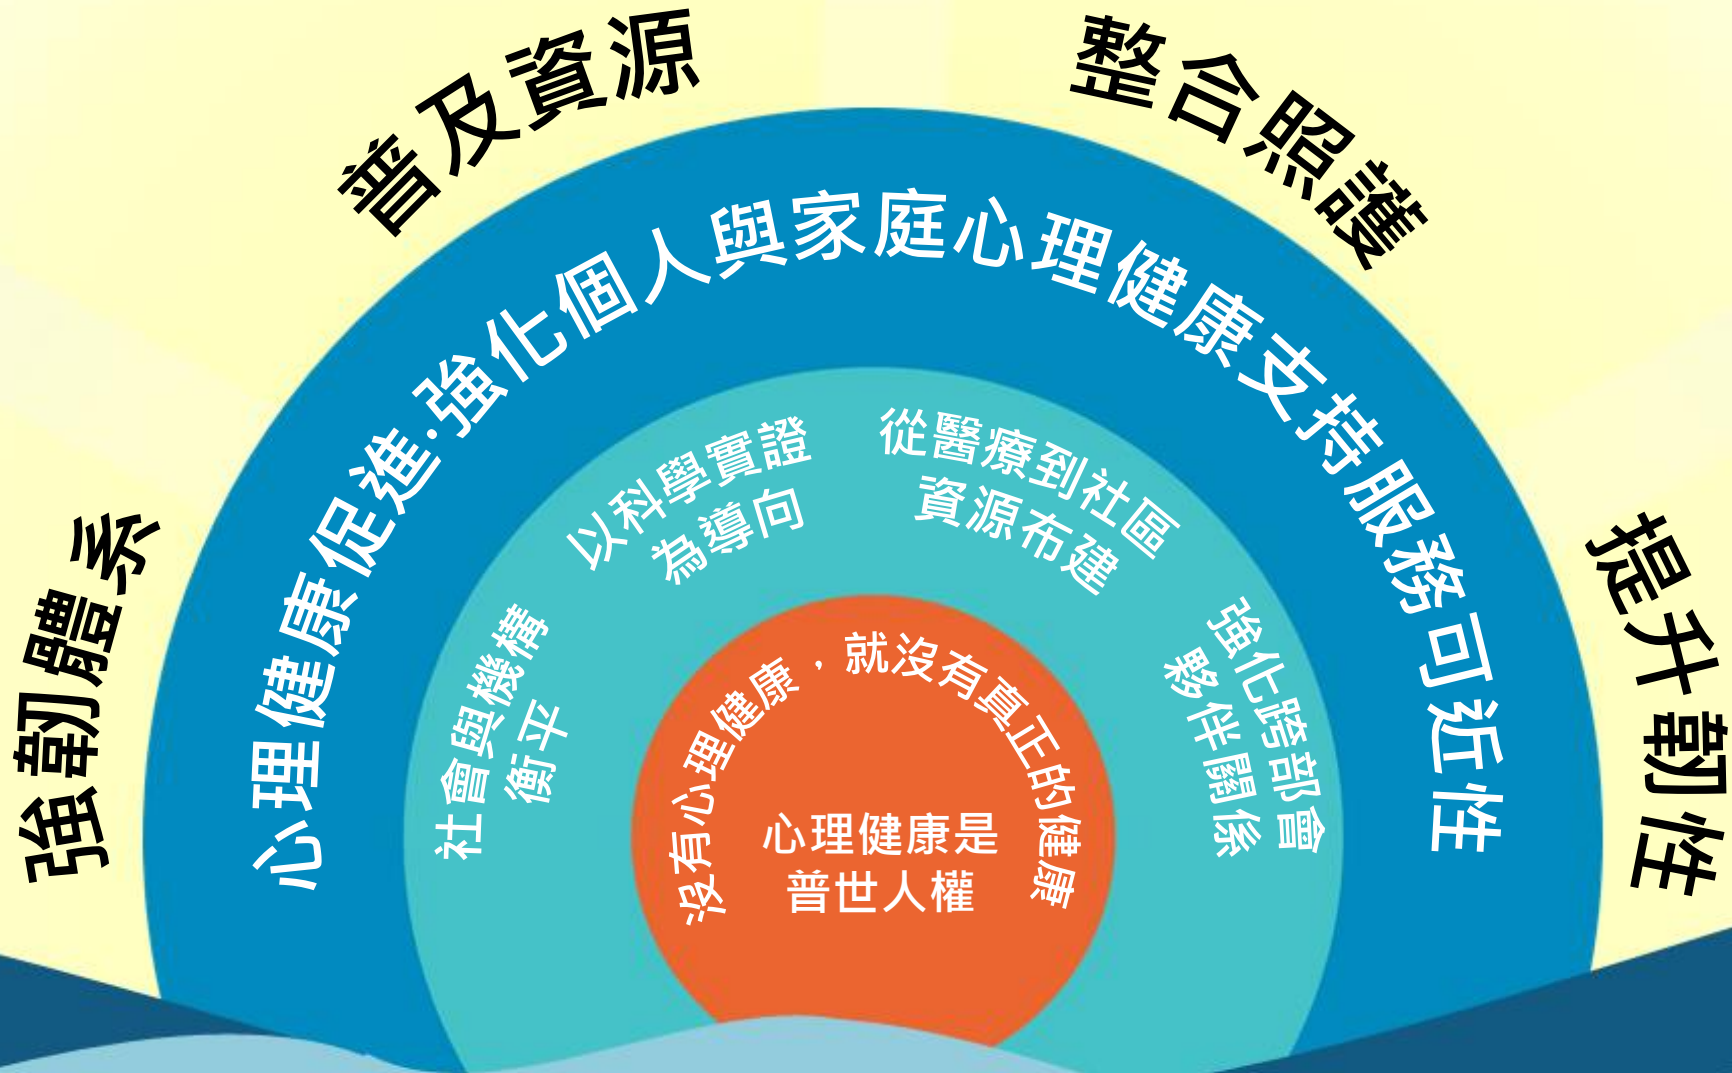 強韌體系
普及資源
整合照護
提升韌性
心理健康促進‧強化個人與家庭心理健康支持服務可近性
社會與機構
衡平
以科學實證
為導向
從醫療到社區
資源布建
強化跨部會
夥伴關係
沒有心理健康，就沒有真正的健康
心理健康是
普世人權